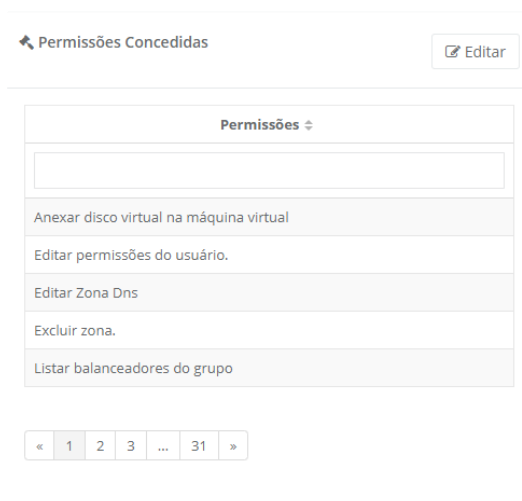 Permissões Concedidas
Editar
Permissões
Anexar disco virtual na máquina virtual
Editar permissões do usuário.
Editar Zona Dns
Excluir zona.
Listar balanceadores do grupo
« 1 2 3 ... 31 »